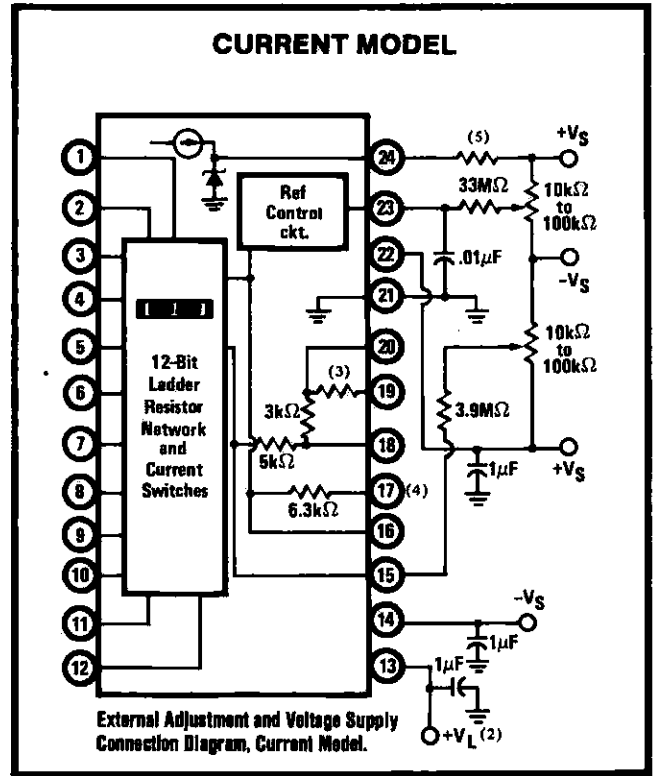 CURRENT MODEL
1
2
3
4
5
6
7
8
9
10
11
12
12-Bit
Ladder
Resistor
Network
and
Current
Switches
Ref
Control
ckt.
3kΩ
(3)
5kΩ
6.3kΩ
24
23
22
21
20
19
18
17 (4)
16
15
14
13
(5)
+VS
33MΩ
10kΩ
to
100kΩ
.01µF
-VS
10kΩ
to
100kΩ
3.9MΩ
1µF
+VS
-VS
1µF
1µF
+VL (2)
External Adjustment and Voltage Supply
Connection Diagram, Current Model.